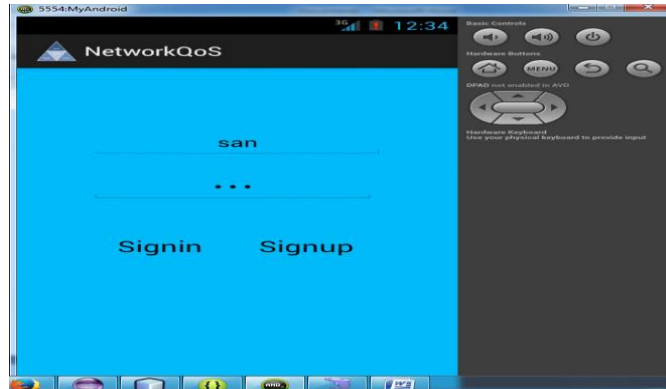 5554:MyAndroid
3G 12:34
NetworkQoS
san
•••
Signin Signup
Basic Controls
Hardware Buttons
MENU
DPAD not enabled in AVD
Hardware Keyboard
Use your physical keyboard to provide input